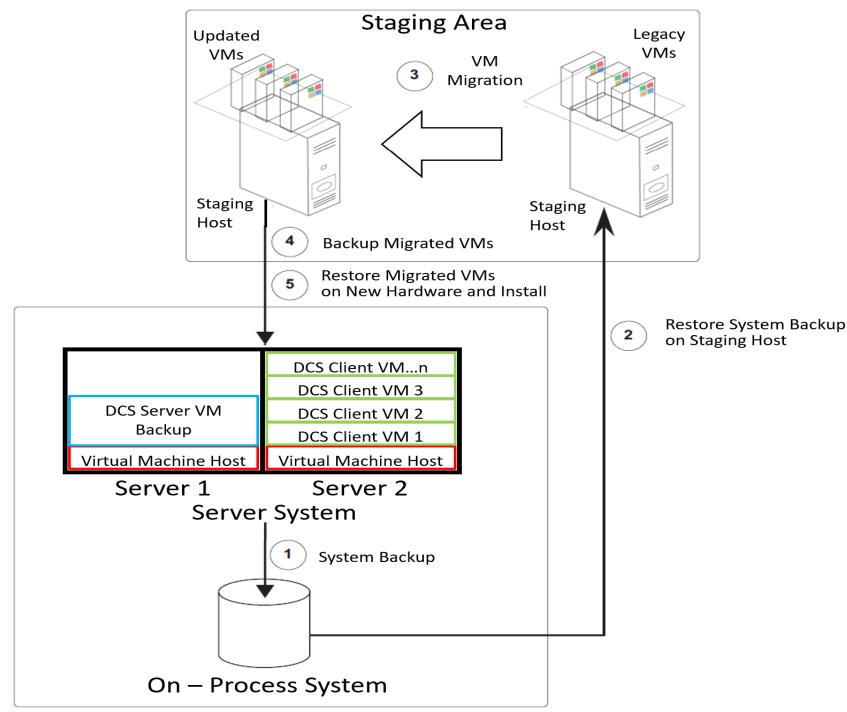 Staging Area
Updated
VMs
Legacy
VMs
3
VM
Migration
Staging
Host
Staging
Host
4
Backup Migrated VMs
5
Restore Migrated VMs
on New Hardware and Install
2
Restore System Backup
on Staging Host
DCS Server VM
Backup
Virtual Machine Host
DCS Client VM...n
DCS Client VM 3
DCS Client VM 2
DCS Client VM 1
Virtual Machine Host
Server 1
Server 2
Server System
1
System Backup
On – Process System